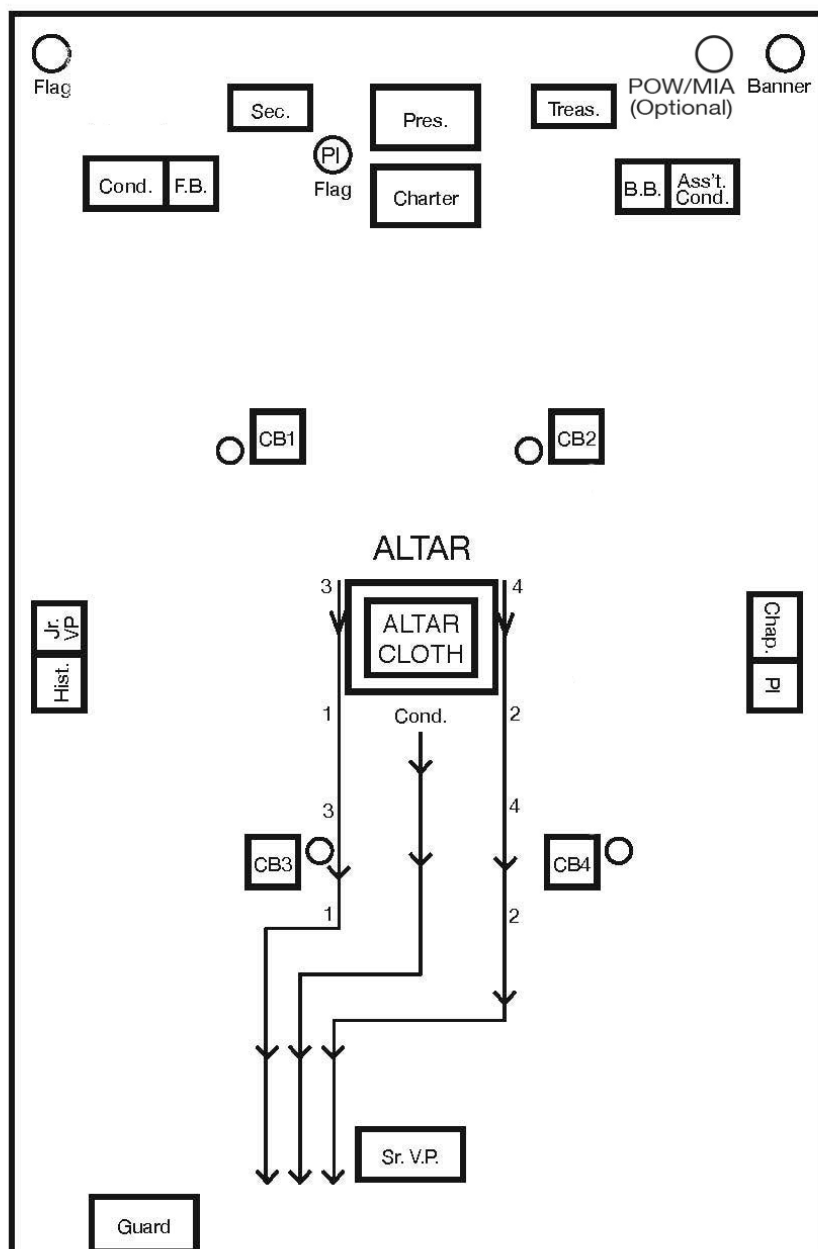 Flag
POW/MIA
(Optional)
Banner
Sec.
Pres.
Treas.
PI
Flag
Cond.
F.B.
Charter
B.B.
Ass't.
Cond.
CB1
CB2
ALTAR
3
4
ALTAR
CLOTH
Jr.
VP
Hist.
Chap.
PI
Cond.
1
2
3
4
CB3
CB4
1
2
Sr. V.P.
Guard